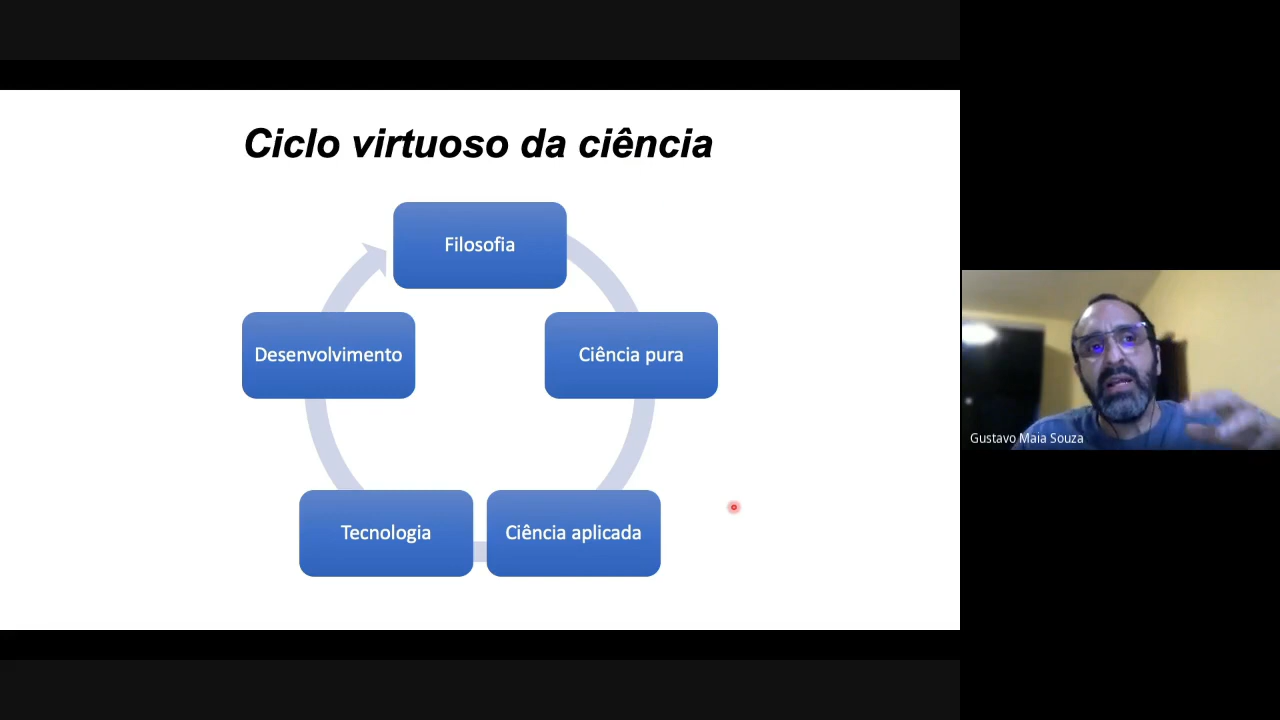 Ciclo virtuoso da ciência
Filosofia
Desenvolvimento
Ciência pura
Tecnologia
Ciência aplicada
Gustavo Maia Souza